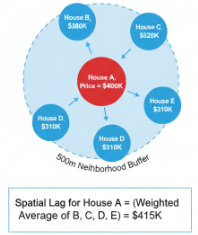 House B,
$380K
House C,
$520K
House A,
Price = $400K
House E
$310K
House D,
$310K
House D
$310K
500m Neihborhood Buffer
Spatial Lag for House A = (Weighted
Average of B, C, D, E) = $415K